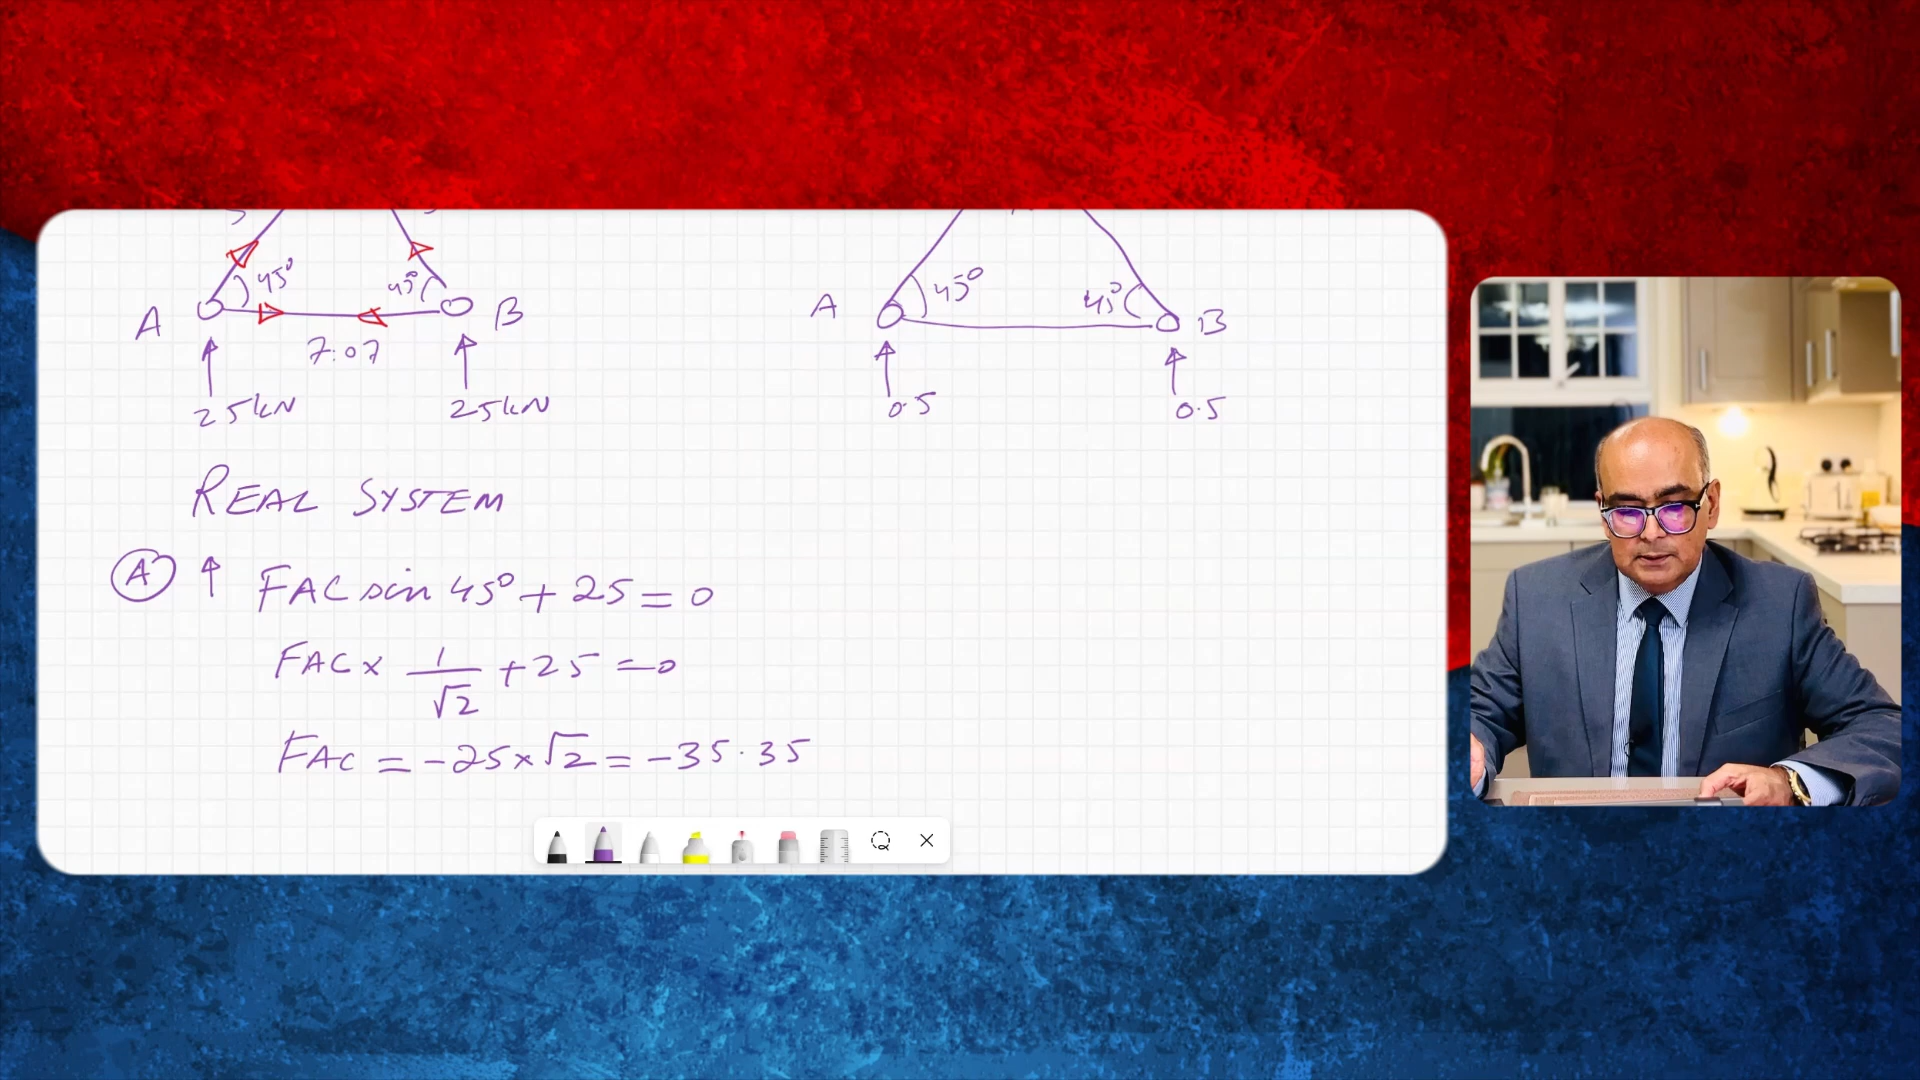 5
45°
45°
A
B
7.07
25kN
25kN
45°
45°
A
B
0.5
0.5
REAL SYSTEM
A ↑ FAC sin 45° + 25 = 0
FAC × 1/√2 + 25 = 0
FAC = -25×√2 = -35.35